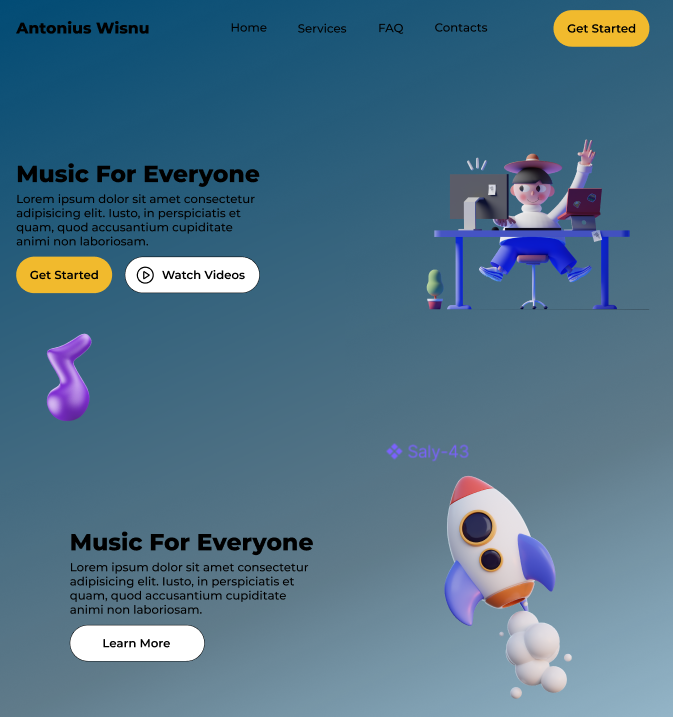 Antonius Wisnu
Home
Services
FAQ
Contacts
Get Started
Music For Everyone
Lorem ipsum dolor sit amet consectetur
adipisicing elit. Iusto, in perspiciatis et
quam, quod accusantium cupiditate
animi non laboriosam.
Get Started
Watch Videos
Saly-43
Music For Everyone
Lorem ipsum dolor sit amet consectetur
adipisicing elit. Iusto, in perspiciatis et
quam, quod accusantium cupiditate
animi non laboriosam.
Learn More